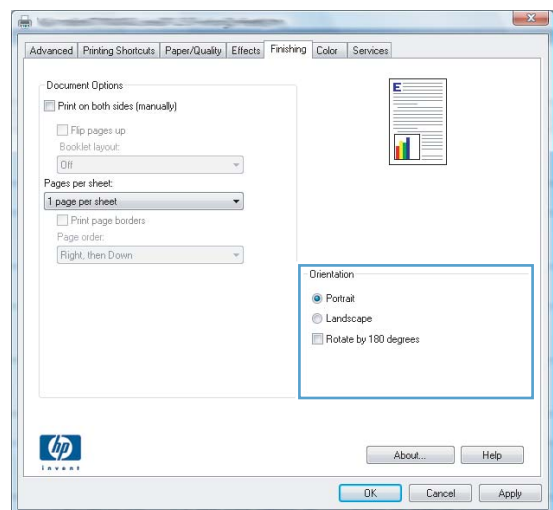 Advanced Printing Shortcuts Paper/Quality Effects Finishing Color Services
Document Options
Print on both sides (manually)
Flip pages up
Booklet layout:
Off
Pages per sheet:
1 page per sheet
Print page borders
Page order:
Right, then Down
E
Orientation
Portrait
Landscape
Rotate by 180 degrees
hp
invent
About... Help
OK Cancel Apply